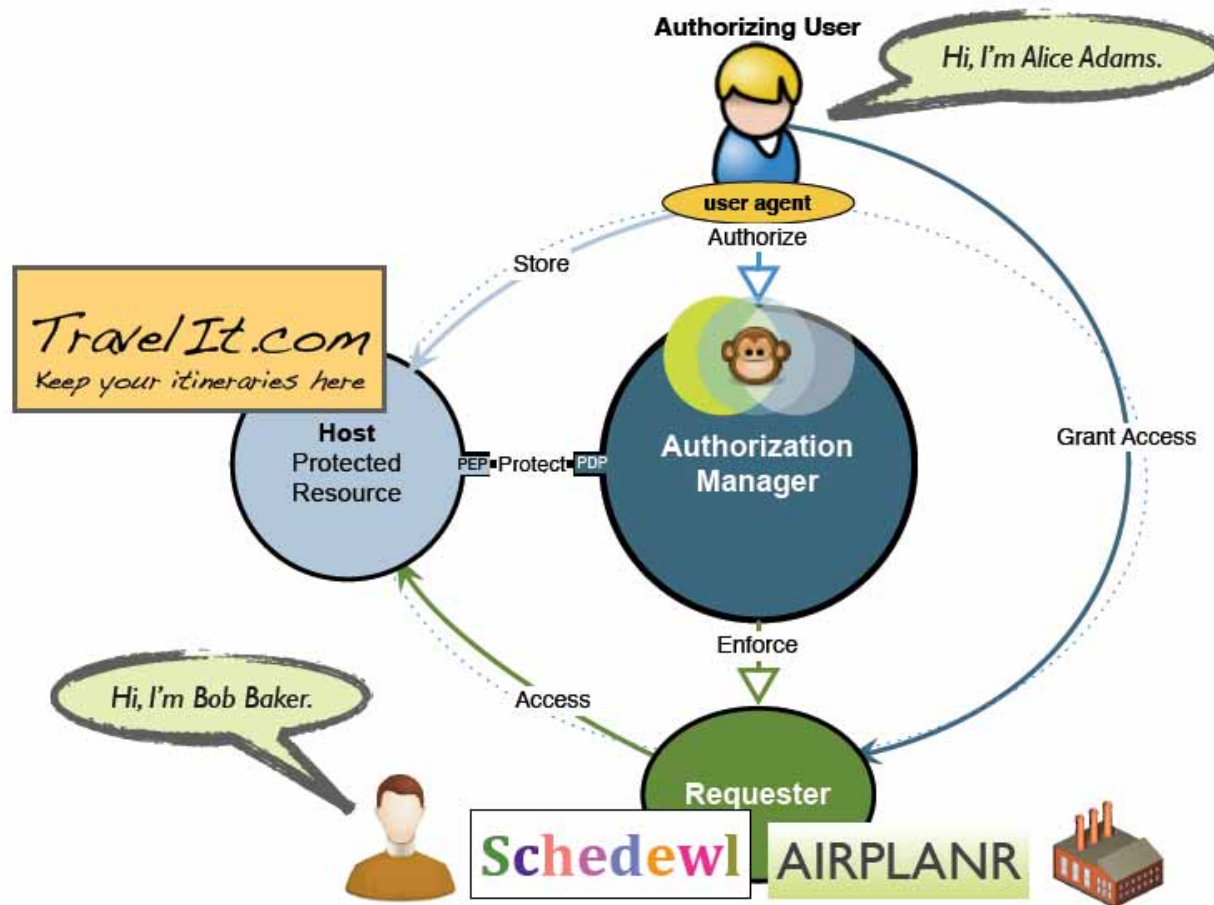 Authorizing User
Hi, I'm Alice Adams.
user agent
Authorize
Store
TravelIt.com
Keep your itineraries here
Host
Protected
Resource
PEP
Protect
PDP
Authorization
Manager
Grant Access
Enforce
Hi, I'm Bob Baker.
Access
Requester
Schedewl
AIRPLANR